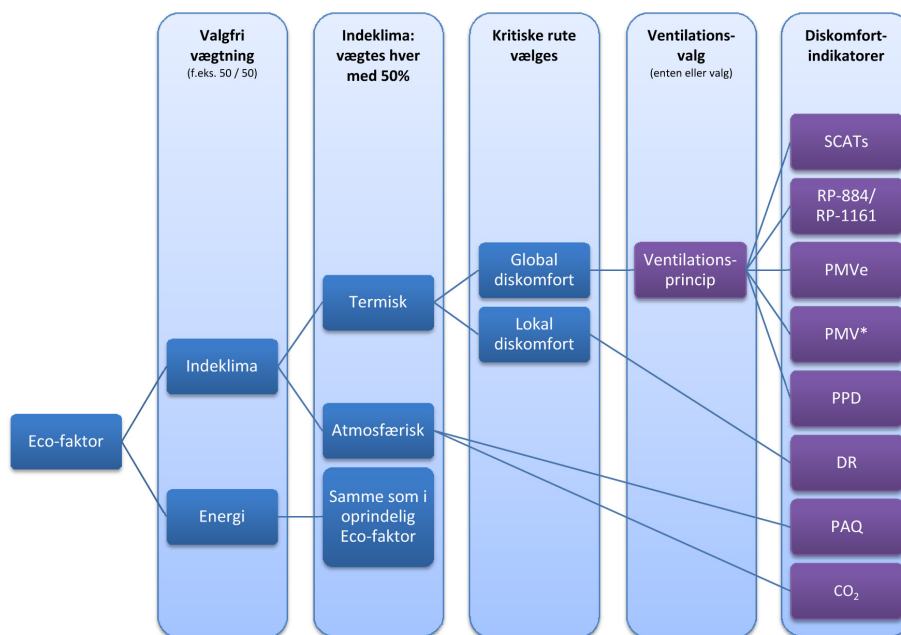 Valgfri
vægtning
(f.eks. 50 / 50)
Indeklima:
vægtes hver
med 50%
Kritiske rute
vælges
Ventilations-
valg
(enten eller valg)
Diskomfort-
indikatorer
Eco-faktor
Indeklima
Energi
Termisk
Atmosfærisk
Samme som i
oprindelig
Eco-faktor
Global
diskomfort
Lokal
diskomfort
Ventilations-
princip
SCATs
RP-884/
RP-1161
PMVe
PMV*
PPD
DR
PAQ
CO₂